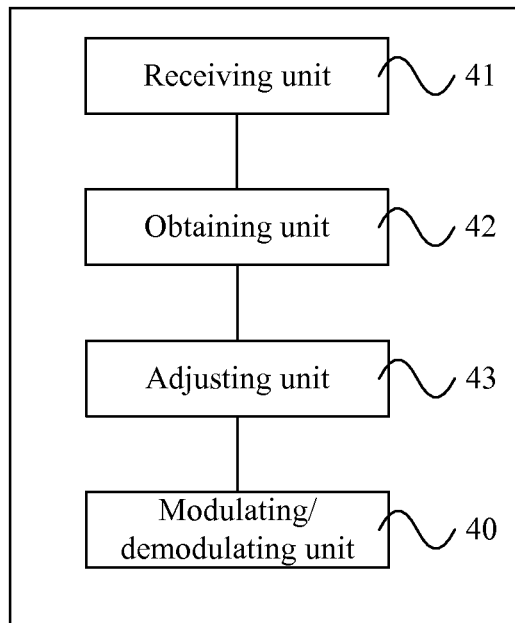 Receiving unit 41
Obtaining unit 42
Adjusting unit 43
Modulating/
demodulating unit 40